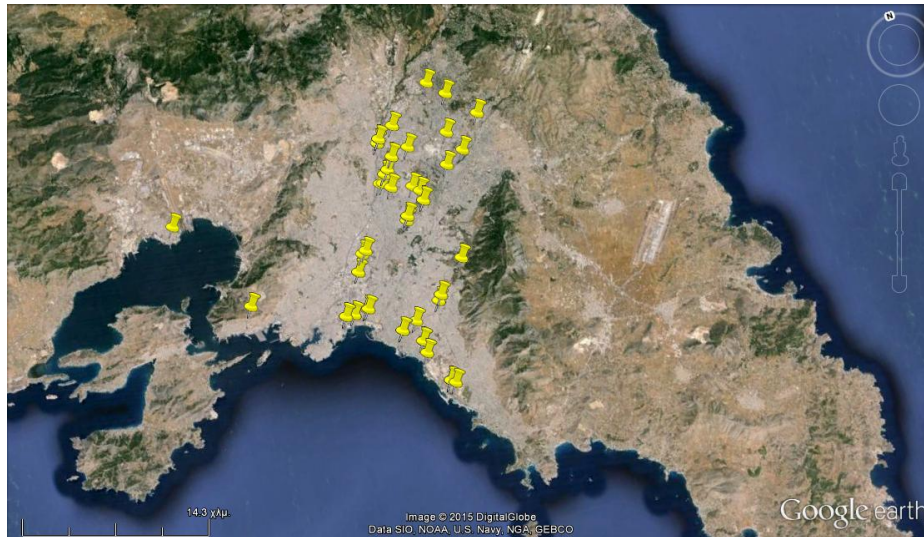 N
14.3 χλμ.
Image © 2015 DigitalGlobe
Data SIO, NOAA, U.S. Navy, NGA, GEBCO
Google earth